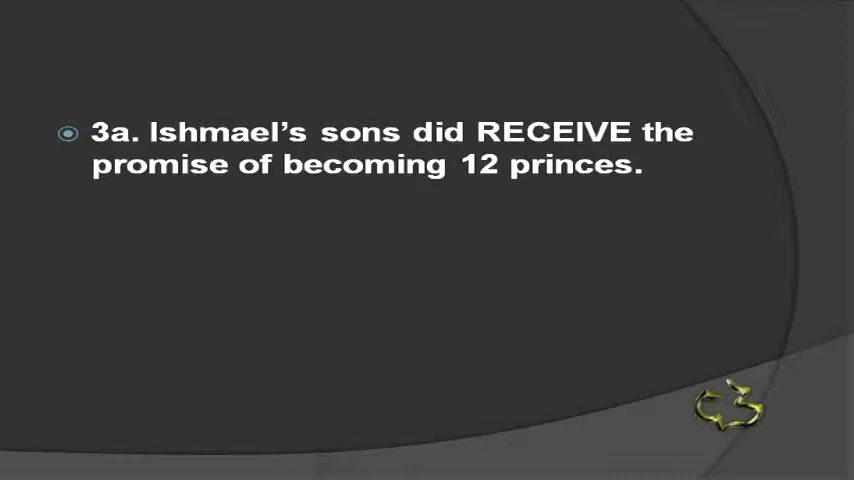 3a. Ishmael's sons did RECEIVE the
promise of becoming 12 princes.